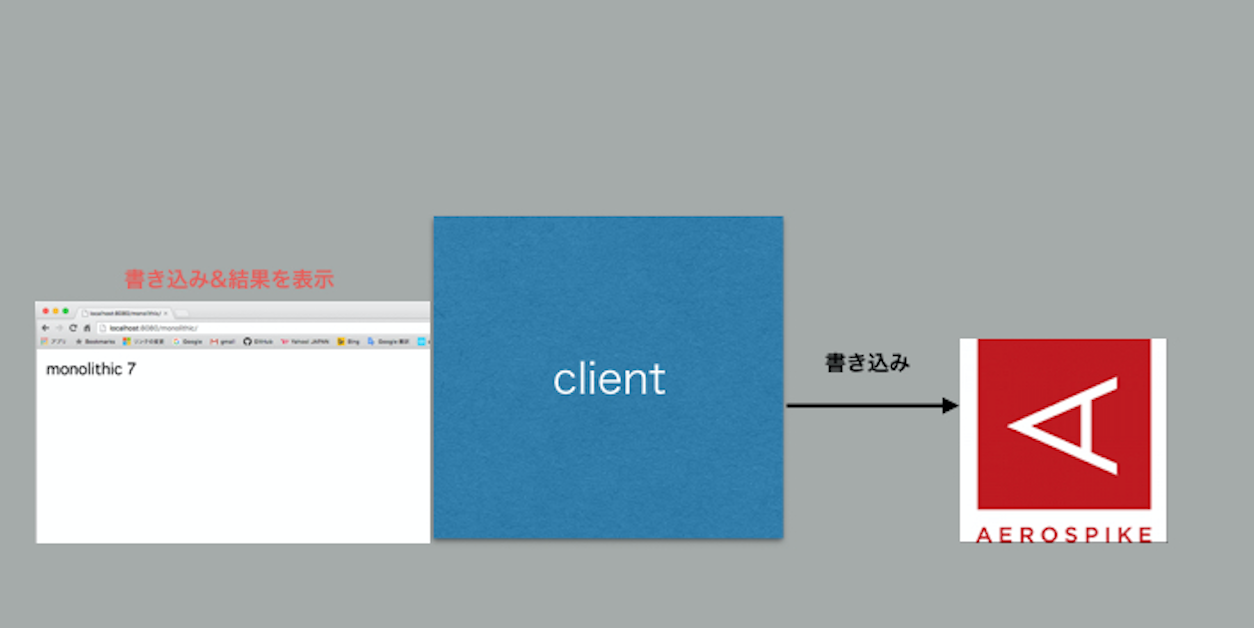 書き込み&結果を表示
localhost:8080/monolithic/
localhost:8080/monolithic/
アプリ Bookmarks リンクの変更 Google gmail GitHub Yahoo! JAPAN Bing Google 翻訳
monolithic 7
client
書き込み
AEROSPIKE